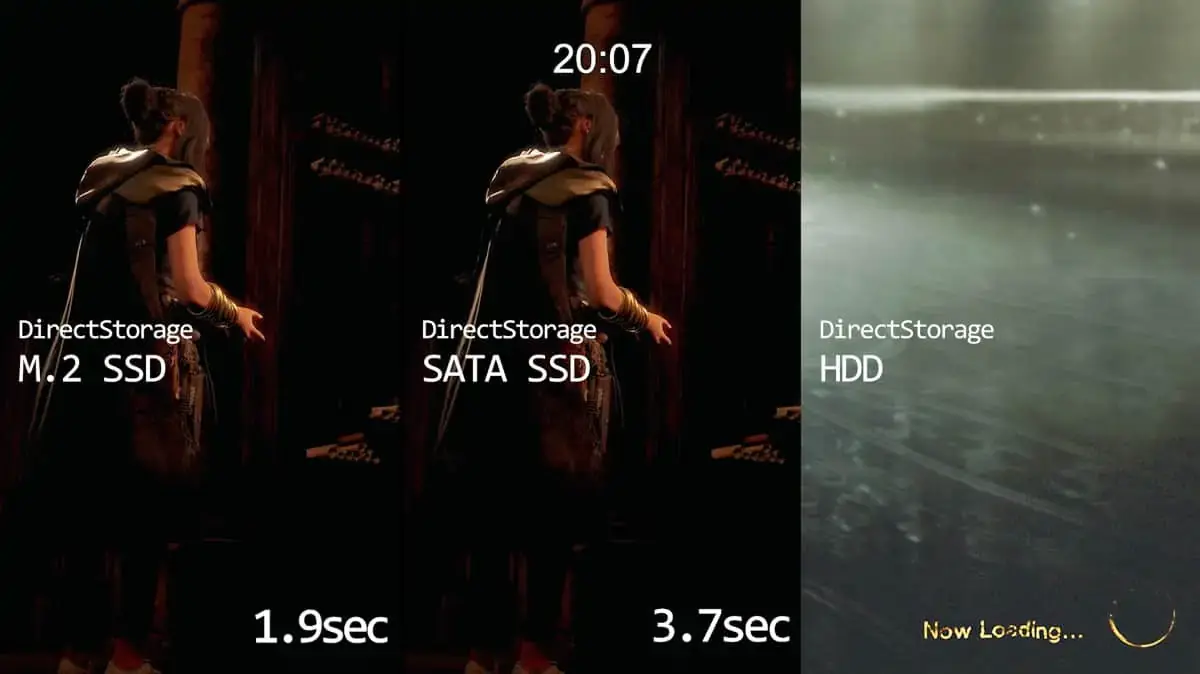 20:07
DirectStorage
M.2 SSD
DirectStorage
SATA SSD
DirectStorage
HDD
1.9sec
3.7sec
Now Loading...